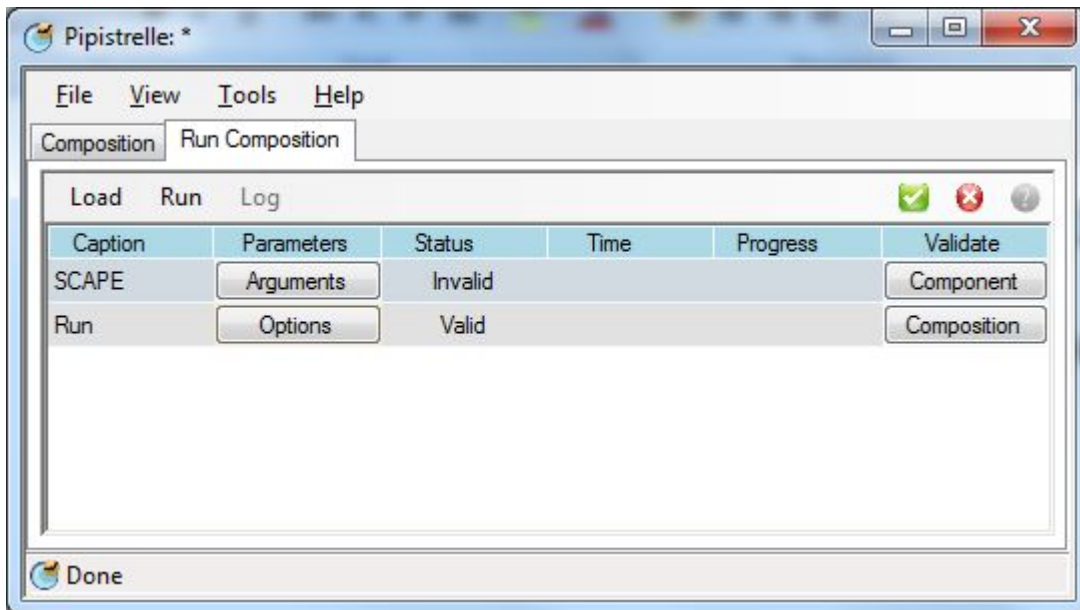 Pipistrelle: *
File View Tools Help
Composition Run Composition
Load Run Log
Caption Parameters Status Time Progress Validate
SCAPE Arguments Invalid Component
Run Options Valid Composition
Done